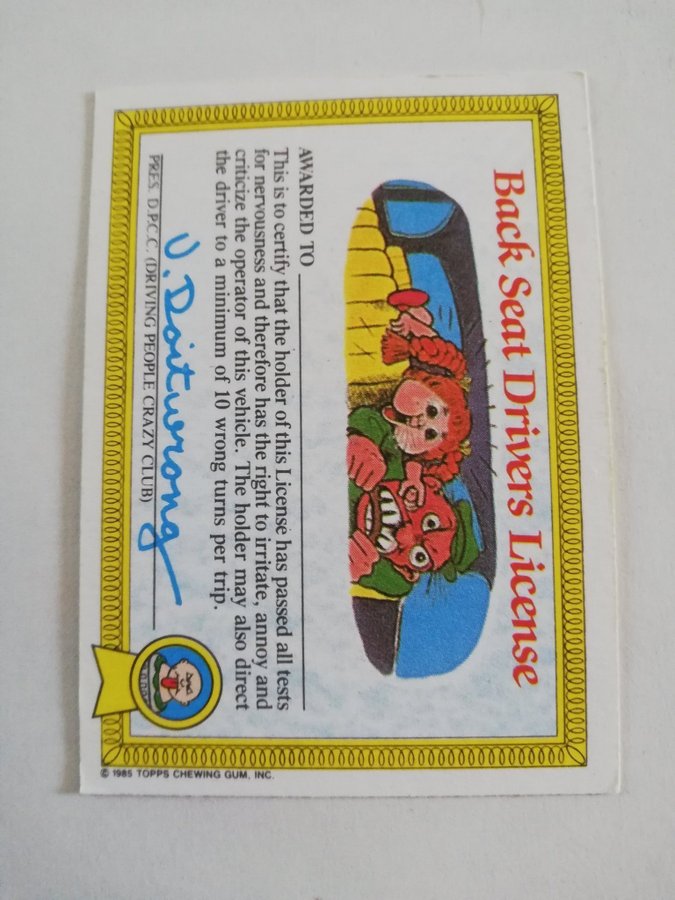 Back Seat Drivers License
AWARDED TO
This is to certify that the holder of this License has passed all tests
for nervousness and therefore has the right to irritate, annoy and
criticize the operator of this vehicle. The holder may also direct
the driver to a minimum of 10 wrong turns per trip.
U. Doitwrong
PRES. D.P.C.C. (DRIVING PEOPLE CRAZY CLUB)
© 1985 TOPPS CHEWING GUM, INC.